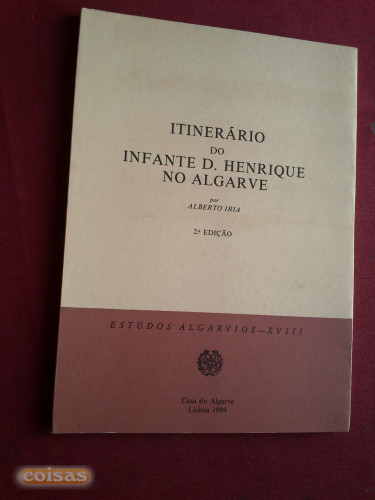 ITINERÁRIO
DO
INFANTE D. HENRIQUE
NO ALGARVE
por
ALBERTO IRIA
2ª EDIÇÃO
ESTUDOS ALGARVIOS—XVIII
Casa do Algarve
Lisboa 1989
coisas